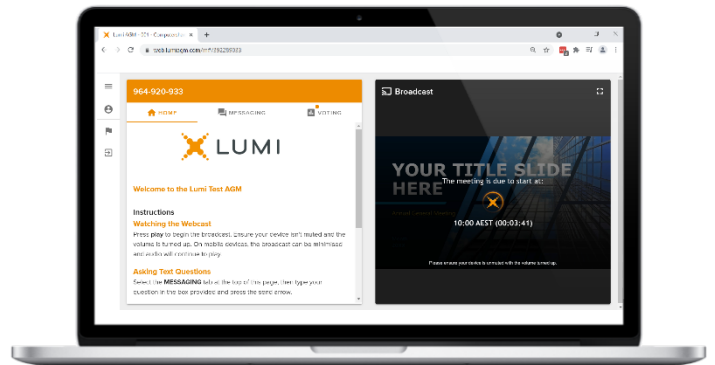 964-920-933
HOME
MESSAGING
VOTING
LUMI
Welcome to the Lumi Test AGM
Instructions
Watching the Webcast
Press play to begin the broadcast. Ensure your device isn't muted and the
volume is turned up. On mobile devices, the broadcast can be minimised
and audio will continue to play.
Asking Text Questions
Select the MESSAGING tab at the top of this page, then type your
question in the box provided and press the send arrow.
Broadcast
YOUR TITLE SLIDE
HERE
The meeting is due to start at:
10:00 AEST (00:03:41)
Please ensure your device is unmuted with the volume turned up.